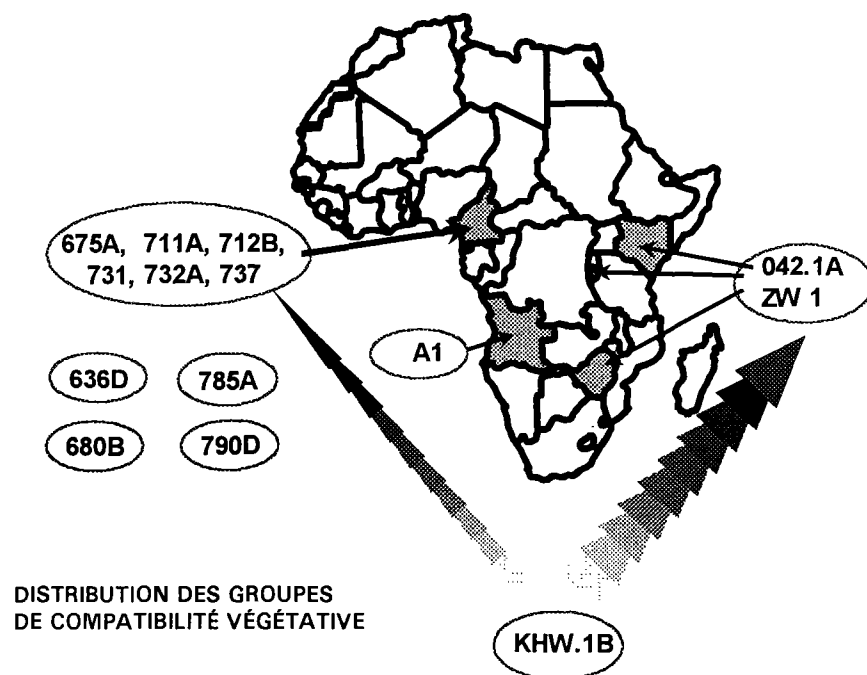 675A, 711A, 712B,
731, 732A, 737
042.1A
ZW 1
A1
636D
785A
680B
790D
DISTRIBUTION DES GROUPES
DE COMPATIBILITÉ VÉGÉTATIVE
KHW.1B